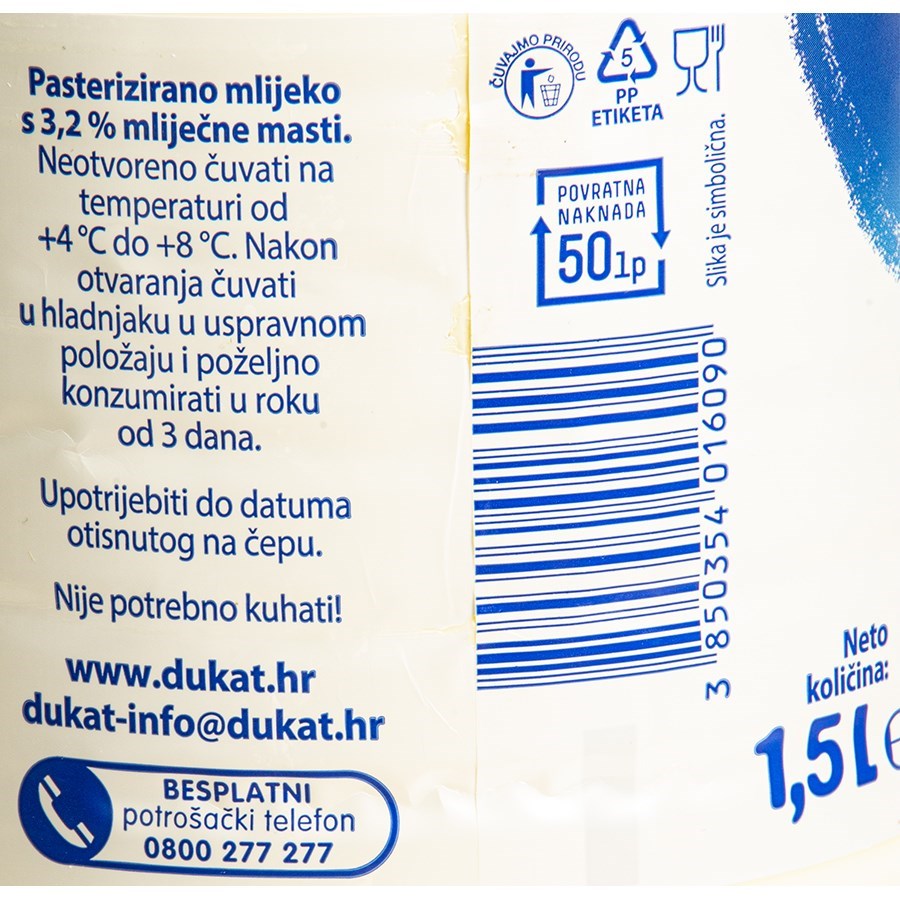 Pasterizirano mlijeko
s 3,2 % mliječne masti.
Neotvoreno čuvati na
temperaturi od
+4 °C do +8 °C. Nakon
otvaranja čuvati
u hladnjaku u uspravnom
položaju i poželjno
konzumirati u roku
od 3 dana.
Upotrijebiti do datuma
otisnutog na čepu.
Nije potrebno kuhati!
www.dukat.hr
dukat-info@dukat.hr
BESPLATNI
potrošački telefon
0800 277 277
ČUVAJMO PRIRODU
5
PP
ETIKETA
POVRATNA
NAKNADA
50lp
Slika je simbolična.
3 850354 016090
Neto
količina:
1,5l e